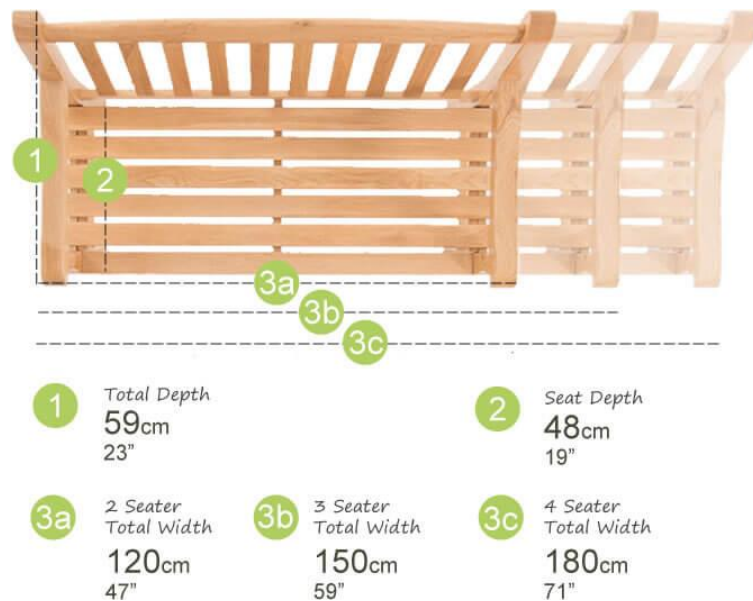 1
2
3a
3b
3c
1
Total Depth
59cm
23”
2
Seat Depth
48cm
19”
3a
2 Seater
Total Width
120cm
47”
3b
3 Seater
Total Width
150cm
59”
3c
4 Seater
Total Width
180cm
71”